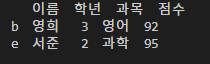 이름 학년 과목 점수
b 영희 3 영어 92
e 서준 2 과학 95